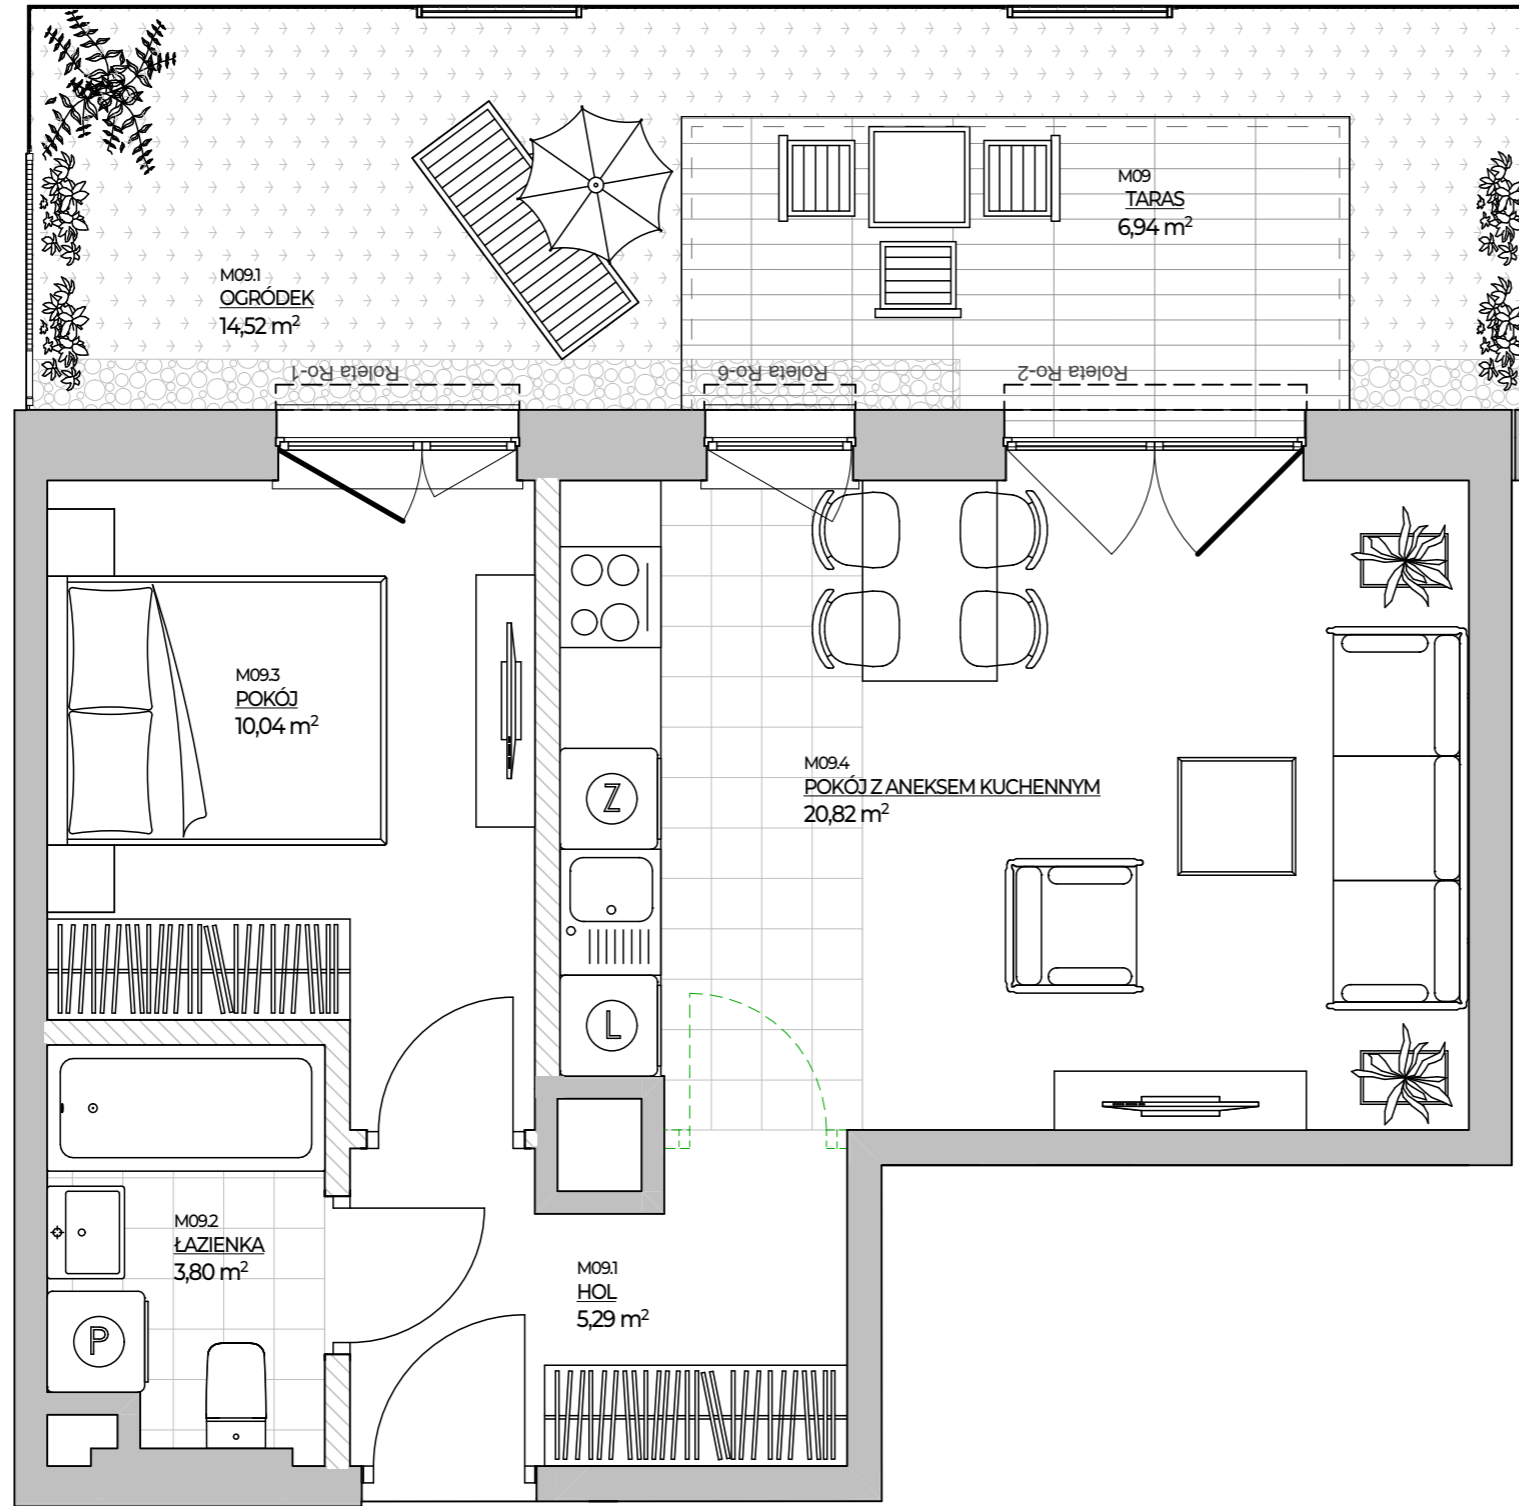 M09
TARAS
6,94 m²
M09.1
OGRÓDEK
14,52 m²
Roleta Ro-1
Roleta Ro-6
Roleta Ro-2
M09.3
POKÓJ
10,04 m²
M09.4
POKÓJ Z ANEKSEM KUCHENNYM
20,82 m²
Z
L
M09.2
ŁAZIENKA
3,80 m²
M09.1
HOL
5,29 m²
P